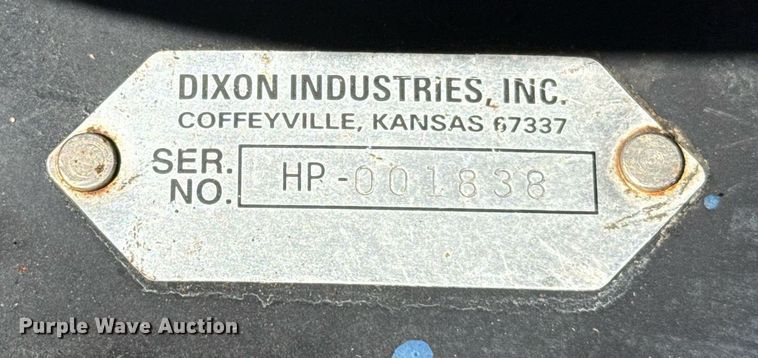 DIXON INDUSTRIES, INC.
COFFEYVILLE, KANSAS 67337
SER. NO. HP-001838
Purple Wave Auction